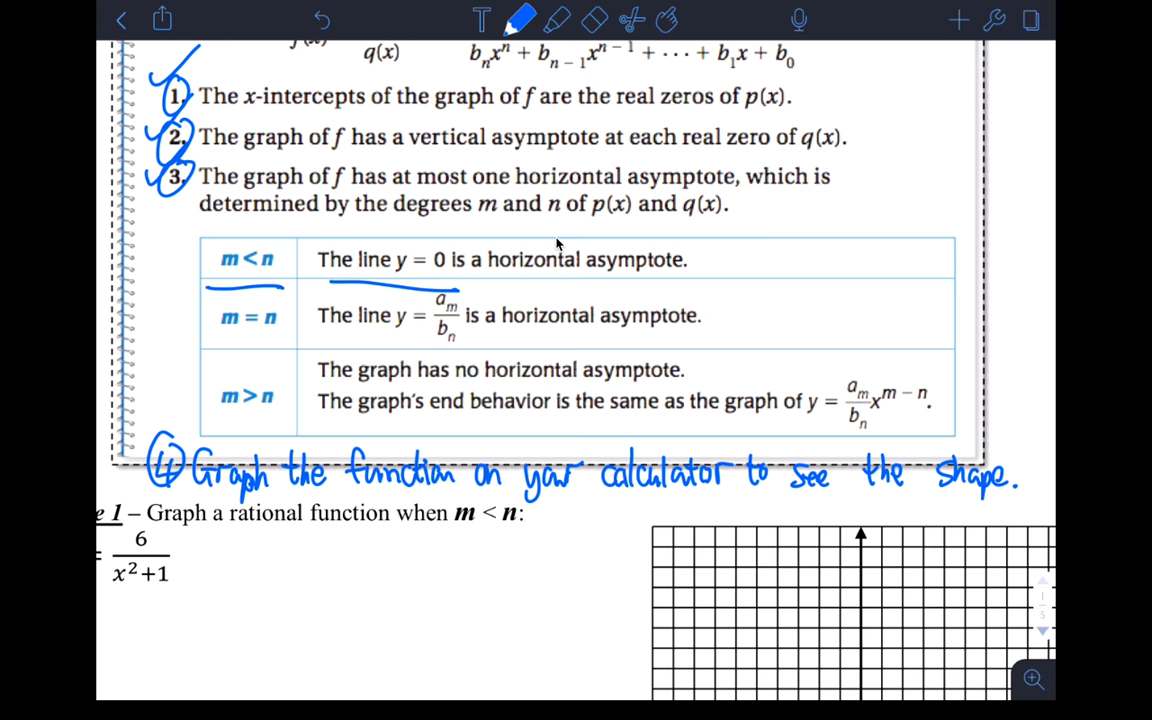 q(x) bₙxⁿ + bₙ₋₁xⁿ⁻¹ + ⋯ + b₁x + b₀
1. The x-intercepts of the graph of f are the real zeros of p(x).
2. The graph of f has a vertical asymptote at each real zero of q(x).
3. The graph of f has at most one horizontal asymptote, which is
determined by the degrees m and n of p(x) and q(x).
m < n The line y = 0 is a horizontal asymptote.
m = n The line y = aₘ/bₙ is a horizontal asymptote.
The graph has no horizontal asymptote.
m > n The graph's end behavior is the same as the graph of y = aₘ/bₙ xᵐ⁻ⁿ.
④ Graph the function on your calculator to see the shape.
e 1 – Graph a rational function when m < n:
= 6/(x²+1)
1
5